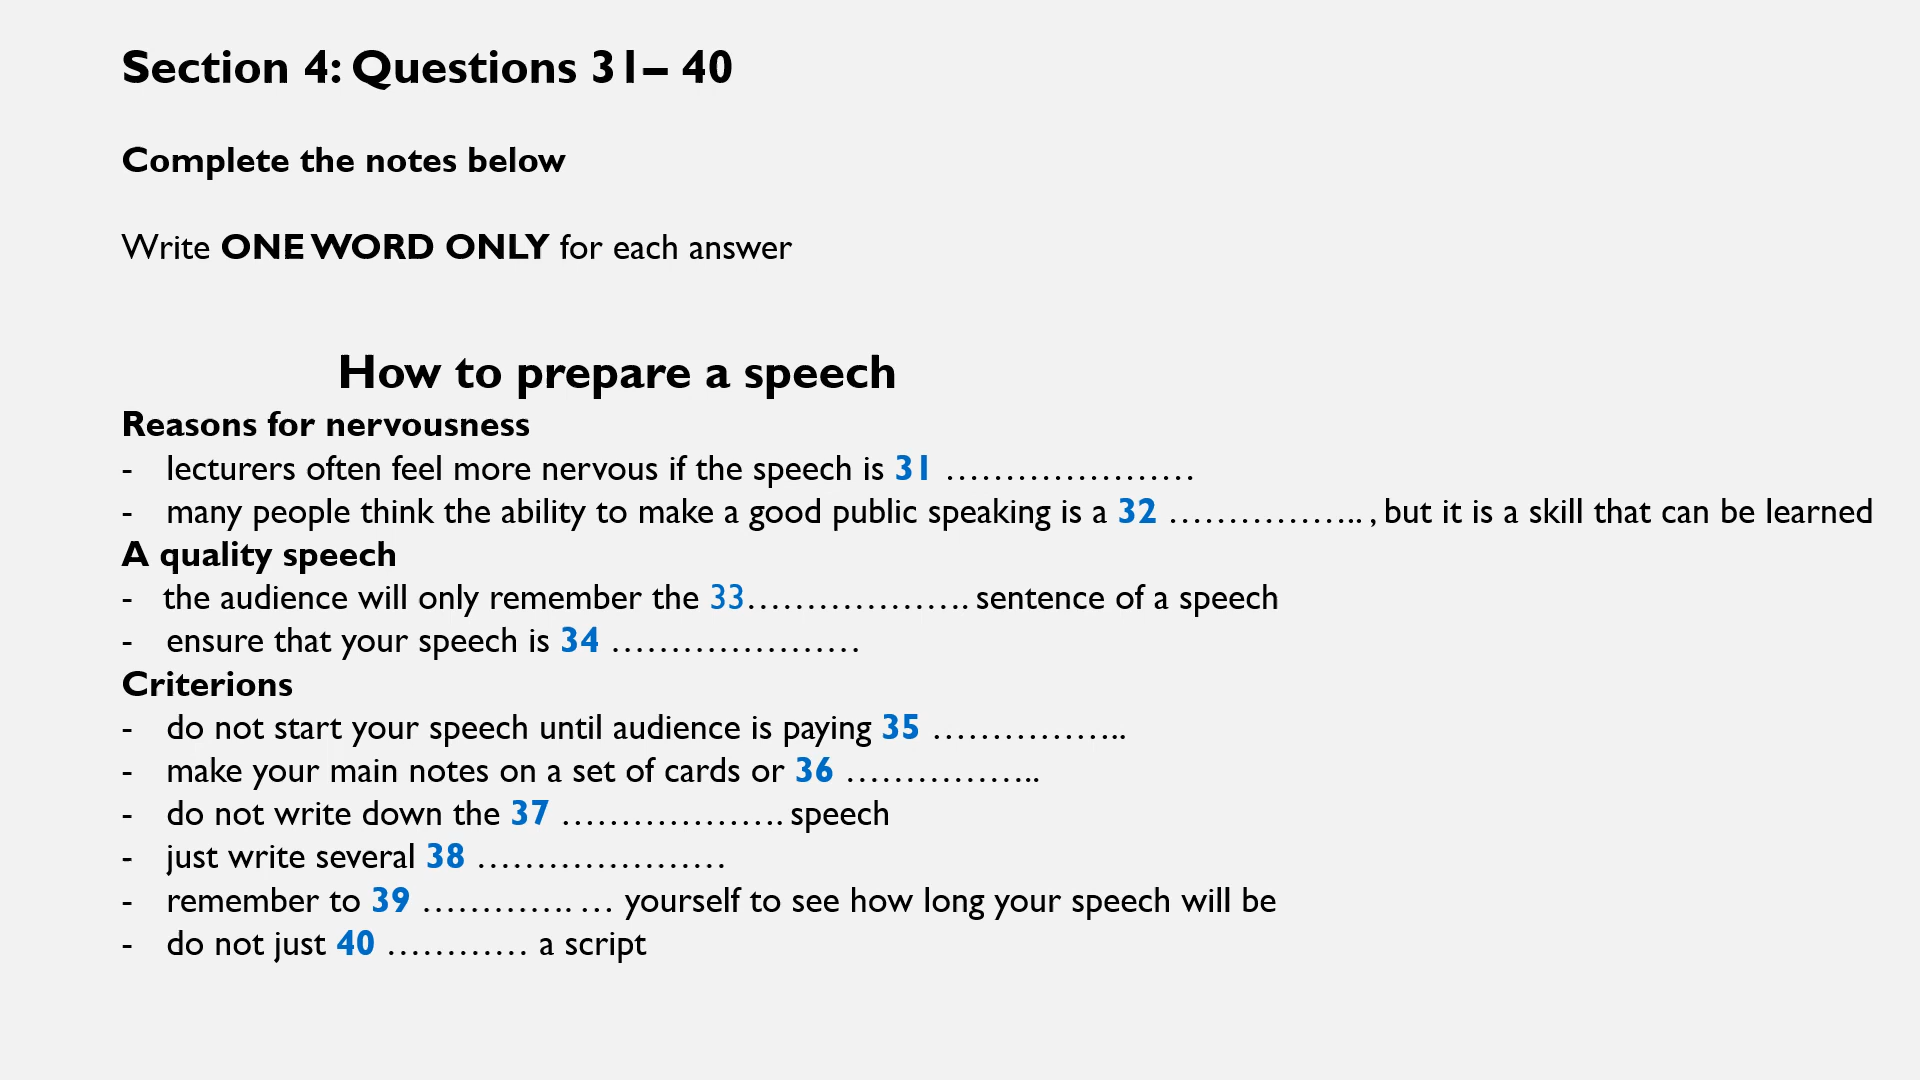 Section 4: Questions 31– 40
Complete the notes below
Write ONE WORD ONLY for each answer
How to prepare a speech
Reasons for nervousness
- lecturers often feel more nervous if the speech is 31 …………………
- many people think the ability to make a good public speaking is a 32 …………….. , but it is a skill that can be learned
A quality speech
- the audience will only remember the 33………………. sentence of a speech
- ensure that your speech is 34 …………………
Criterions
- do not start your speech until audience is paying 35 ……………..
- make your main notes on a set of cards or 36 ……………..
- do not write down the 37 ………………. speech
- just write several 38 …………………
- remember to 39 …………. … yourself to see how long your speech will be
- do not just 40 ………… a script